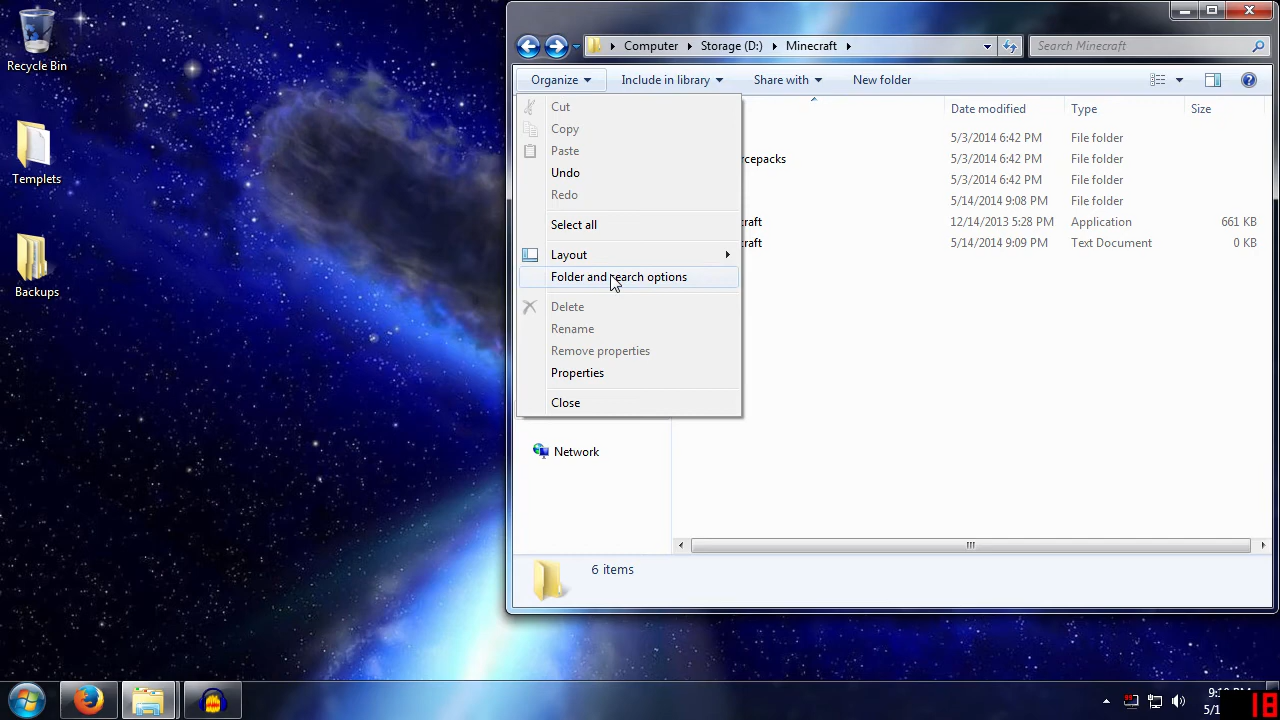 Recycle Bin
Templets
Backups
Computer Storage (D:) Minecraft
Search Minecraft
Organize Include in library Share with New folder
Cut
Copy
Paste
Undo
Redo
Select all
Layout
Folder and search options
Delete
Rename
Remove properties
Properties
Close
Network
Date modified Type Size
5/3/2014 6:42 PM File folder
rcepacks 5/3/2014 6:42 PM File folder
5/3/2014 6:42 PM File folder
5/14/2014 9:08 PM File folder
craft 12/14/2013 5:28 PM Application 661 KB
craft 5/14/2014 9:09 PM Text Document 0 KB
6 items
18